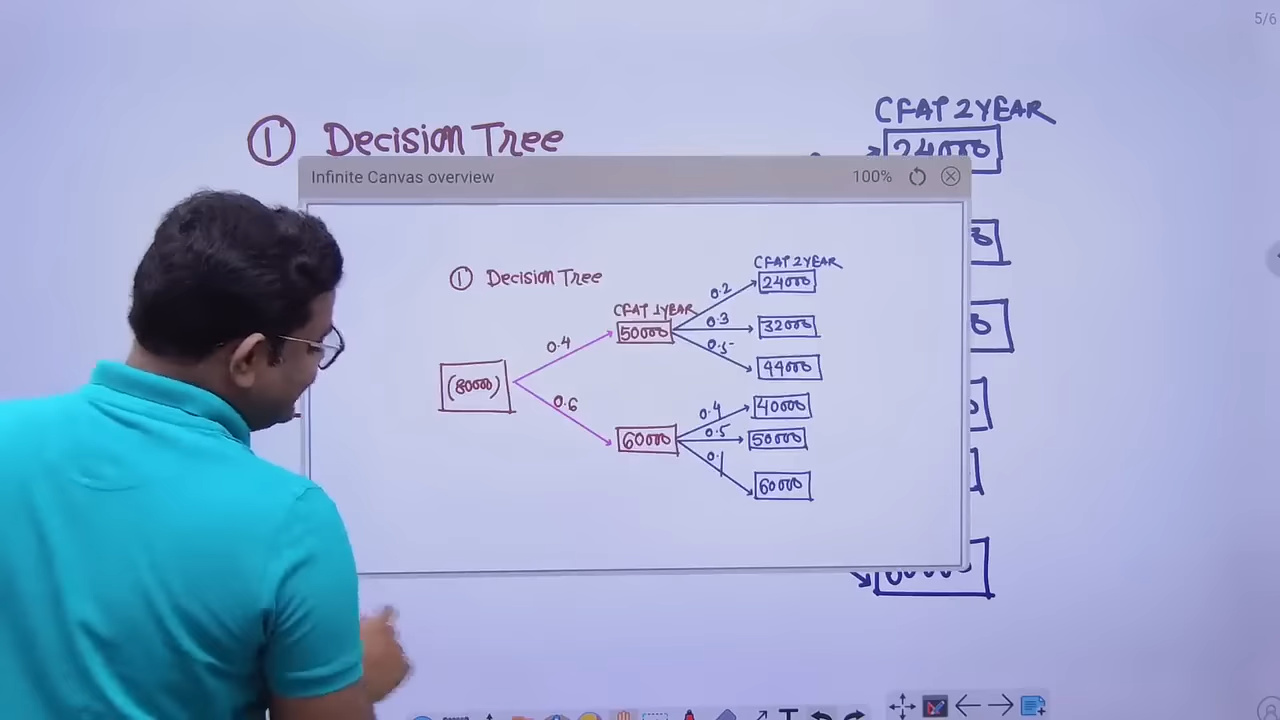 5/6
CFAT 2 YEAR
① Decision Tree
24000
Infinite Canvas overview
100%
CFAT 2 YEAR
① Decision Tree
0.2
24000
CFAT 1 YEAR
50000
0.3
32000
0.4
0.5
44000
(80000)
0.6
0.4
40000
60000
0.5
50000
0.1
60000
T